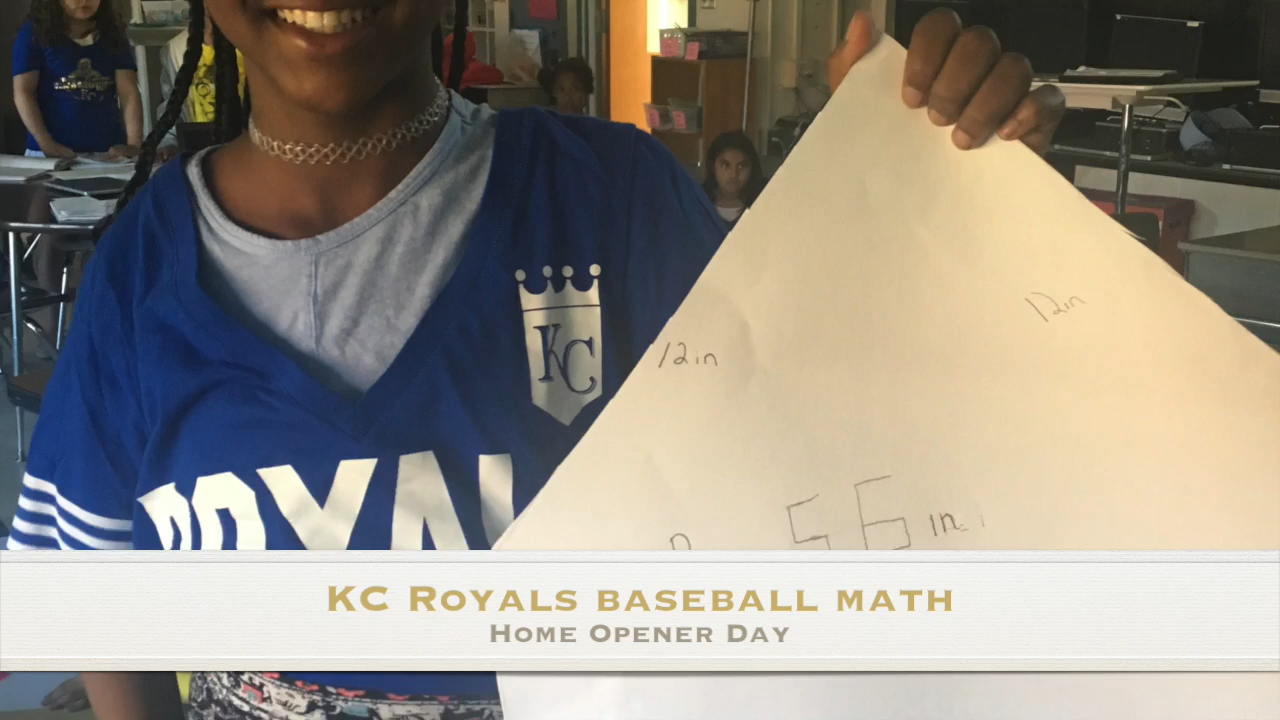 KC
12in
12in
56 in.
ROYAL
KC Royals baseball math
Home Opener Day